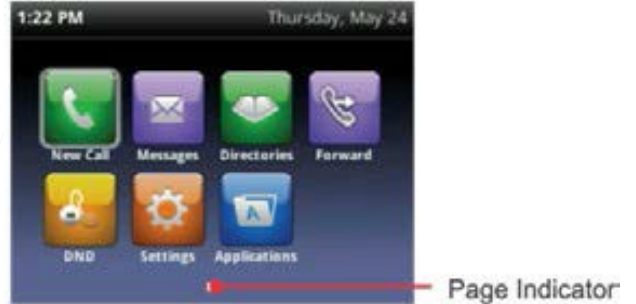 1:22 PM Thursday, May 24
New Call Messages Directories Forward
DND Settings Applications
Page Indicator